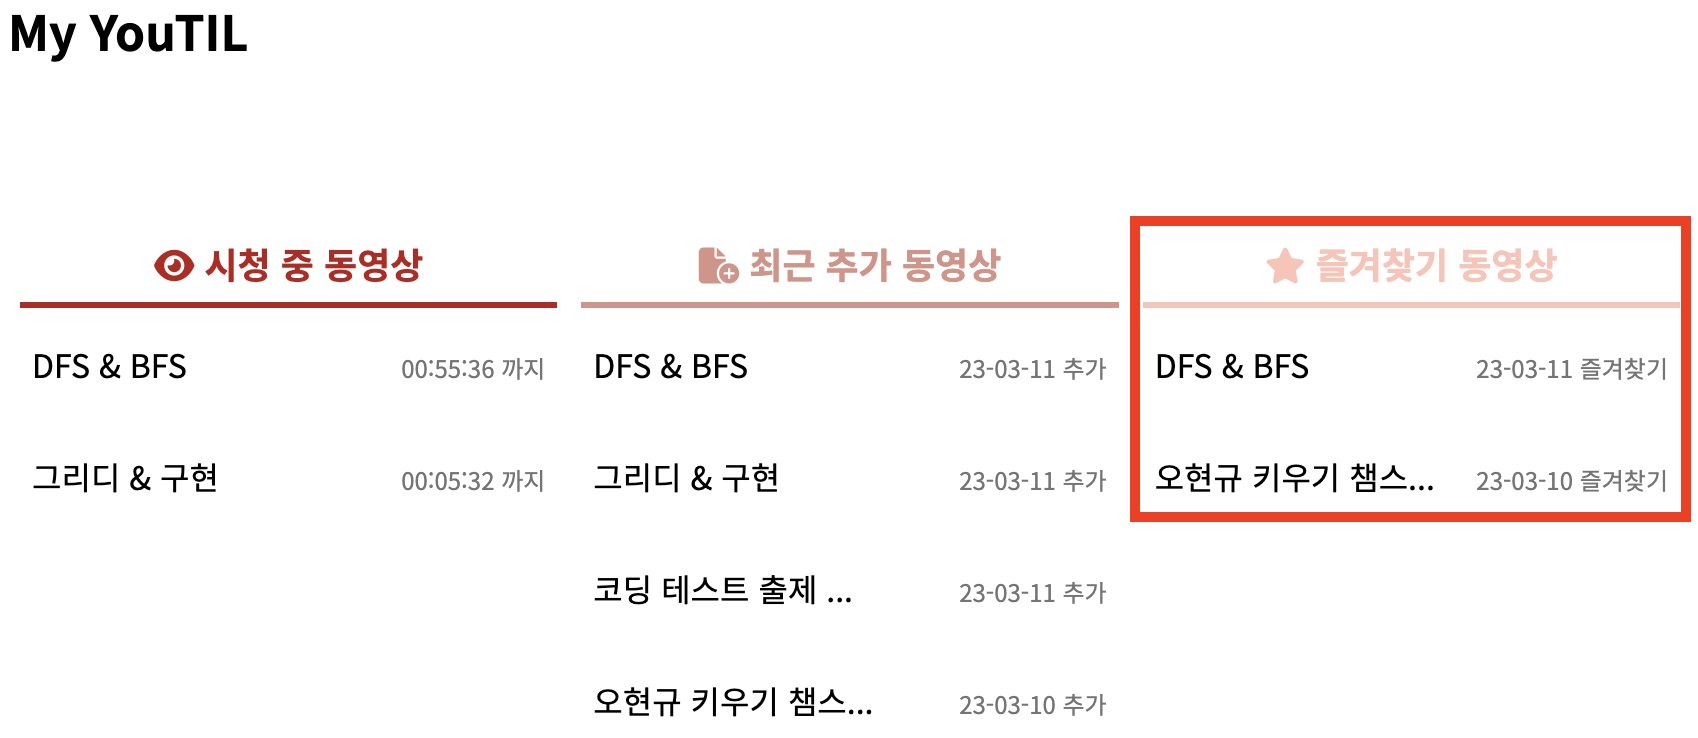 My YouTIL
시청 중 동영상
DFS & BFS 00:55:36 까지
그리디 & 구현 00:05:32 까지
최근 추가 동영상
DFS & BFS 23-03-11 추가
그리디 & 구현 23-03-11 추가
코딩 테스트 출제 ... 23-03-11 추가
오현규 키우기 챔스... 23-03-10 추가
즐겨찾기 동영상
DFS & BFS 23-03-11 즐겨찾기
오현규 키우기 챔스... 23-03-10 즐겨찾기